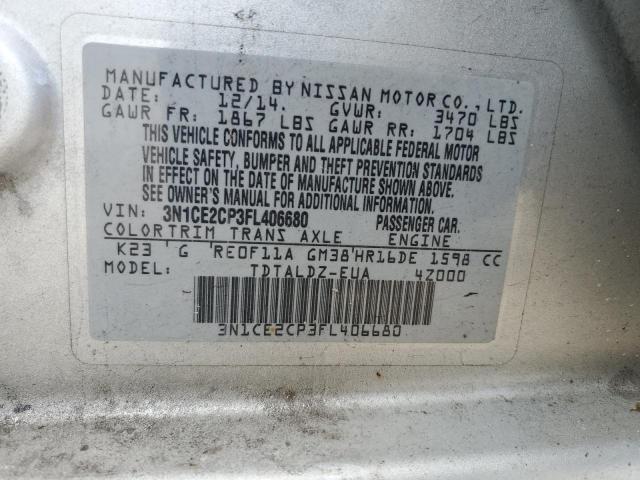 MANUFACTURED BY NISSAN MOTOR CO., LTD.
DATE: 12/14. GVWR: 3470 LBS
GAWR FR: 1867 LBS GAWR RR: 1704 LBS
THIS VEHICLE CONFORMS TO ALL APPLICABLE FEDERAL MOTOR
VEHICLE SAFETY, BUMPER AND THEFT PREVENTION STANDARDS
IN EFFECT ON THE DATE OF MANUFACTURE SHOWN ABOVE.
SEE OWNER'S MANUAL FOR ADDITIONAL INFORMATION.
VIN: 3N1CE2CP3FL406680 PASSENGER CAR.
COLOR TRIM TRANS AXLE ENGINE
K23 'G 'RE0F11A GM38'HR16DE 1598 CC
MODEL: TDTALDZ-EUA 4Z000
3N1CE2CP3FL406680